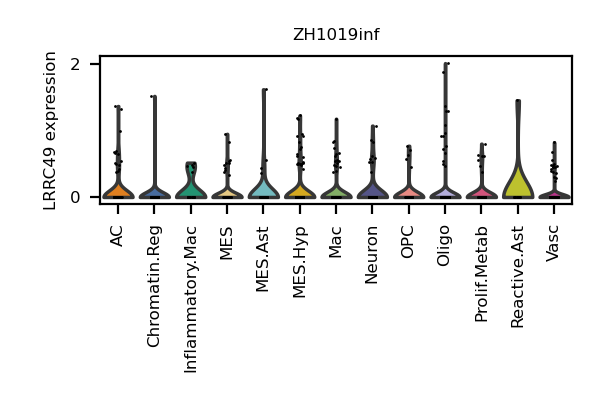 ZH1019inf
LRRC49 expression
2
0
AC
Chromatin.Reg
Inflammatory.Mac
MES
MES.Ast
MES.Hyp
Mac
Neuron
OPC
Oligo
Prolif.Metab
Reactive.Ast
Vasc